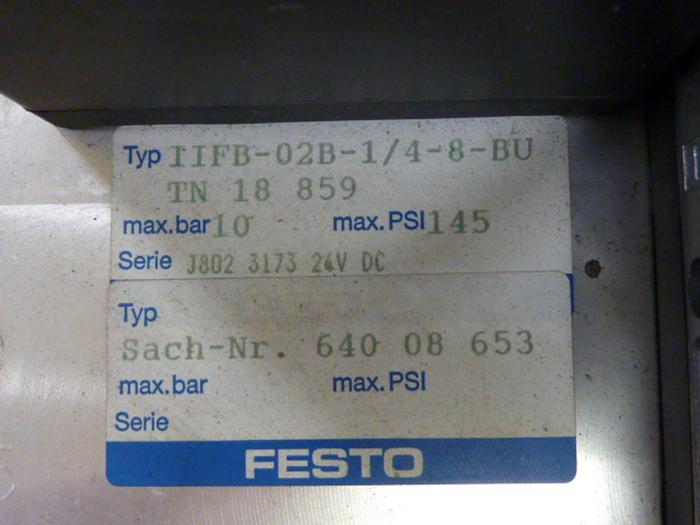 Typ IIFB-02B-1/4-8-BU
TN 18 859
max.bar 10 max.PSI 145
Serie J802 3173 24V DC
Typ
Sach-Nr. 640 08 653
max.bar max.PSI
Serie
FESTO